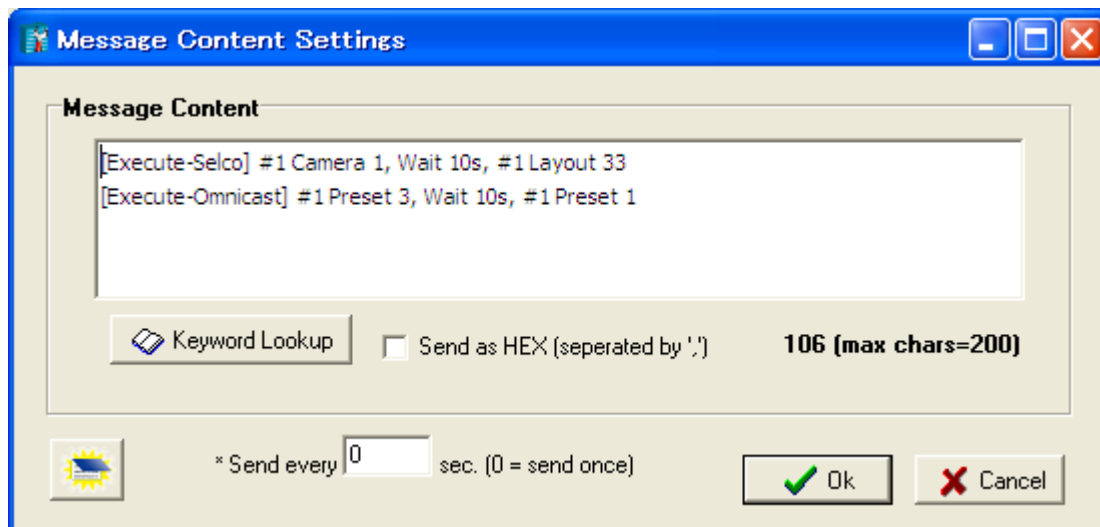 Message Content Settings
Message Content
[Execute-Selco] #1 Camera 1, Wait 10s, #1 Layout 33
[Execute-Omnicast] #1 Preset 3, Wait 10s, #1 Preset 1
Keyword Lookup
Send as HEX (seperated by ',')
106 (max chars=200)
* Send every 0 sec. (0 = send once)
Ok
Cancel